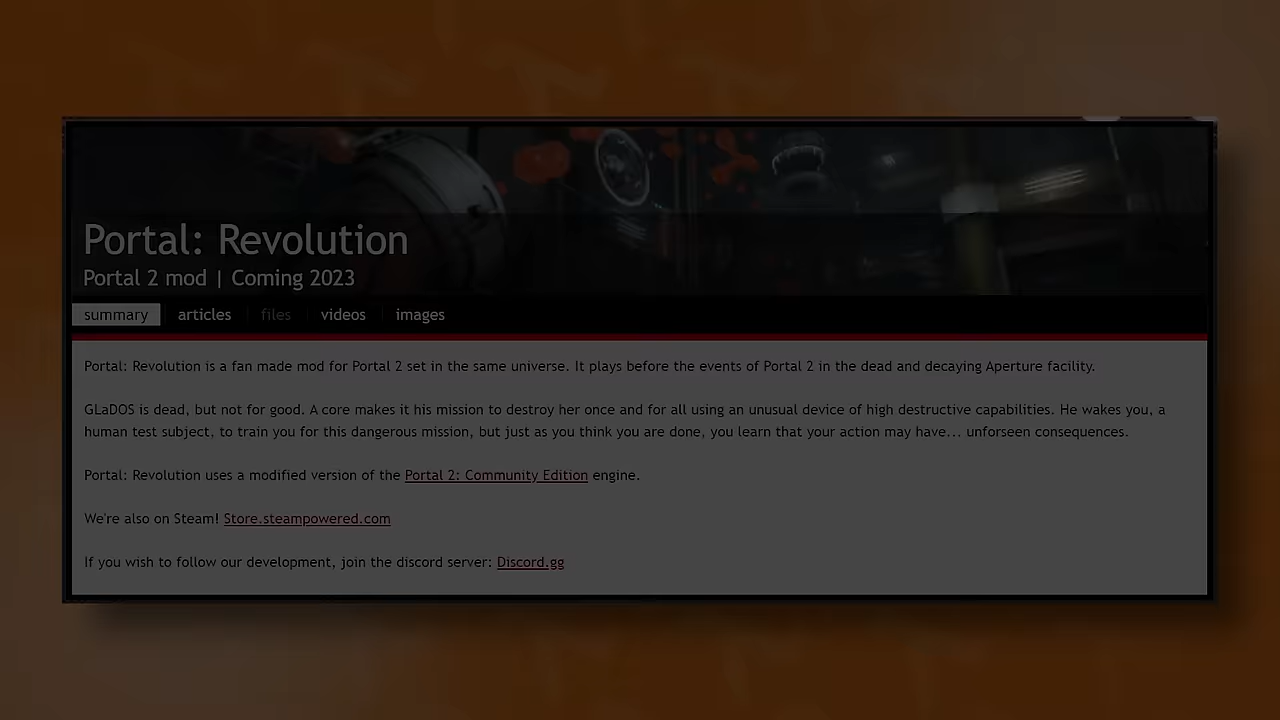 Portal: Revolution
Portal 2 mod | Coming 2023
summary articles files videos images
Portal: Revolution is a fan made mod for Portal 2 set in the same universe. It plays before the events of Portal 2 in the dead and decaying Aperture facility.
GLaDOS is dead, but not for good. A core makes it his mission to destroy her once and for all using an unusual device of high destructive capabilities. He wakes you, a
human test subject, to train you for this dangerous mission, but just as you think you are done, you learn that your action may have... unforseen consequences.
Portal: Revolution uses a modified version of the Portal 2: Community Edition engine.
We're also on Steam! Store.steampowered.com
If you wish to follow our development, join the discord server: Discord.gg